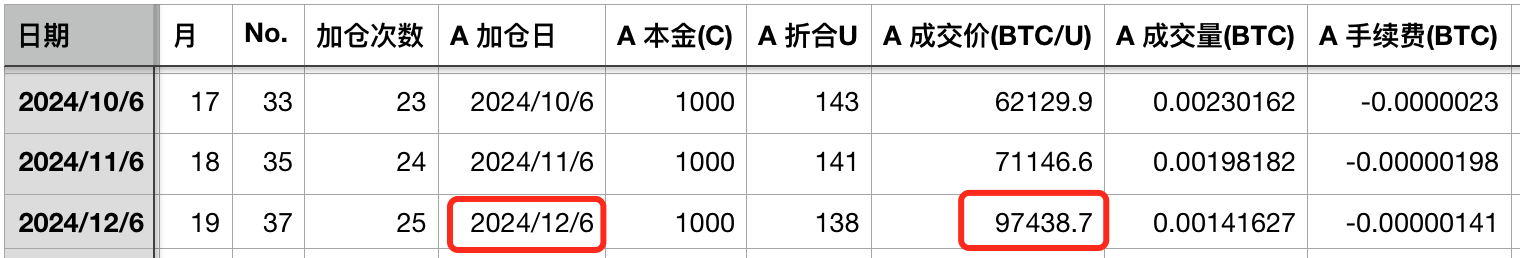 日期 月 No. 加仓次数 A 加仓日 A 本金(C) A 折合U A 成交价(BTC/U) A 成交量(BTC) A 手续费(BTC)
2024/10/6 17 33 23 2024/10/6 1000 143 62129.9 0.00230162 -0.0000023
2024/11/6 18 35 24 2024/11/6 1000 141 71146.6 0.00198182 -0.00000198
2024/12/6 19 37 25 2024/12/6 1000 138 97438.7 0.00141627 -0.00000141